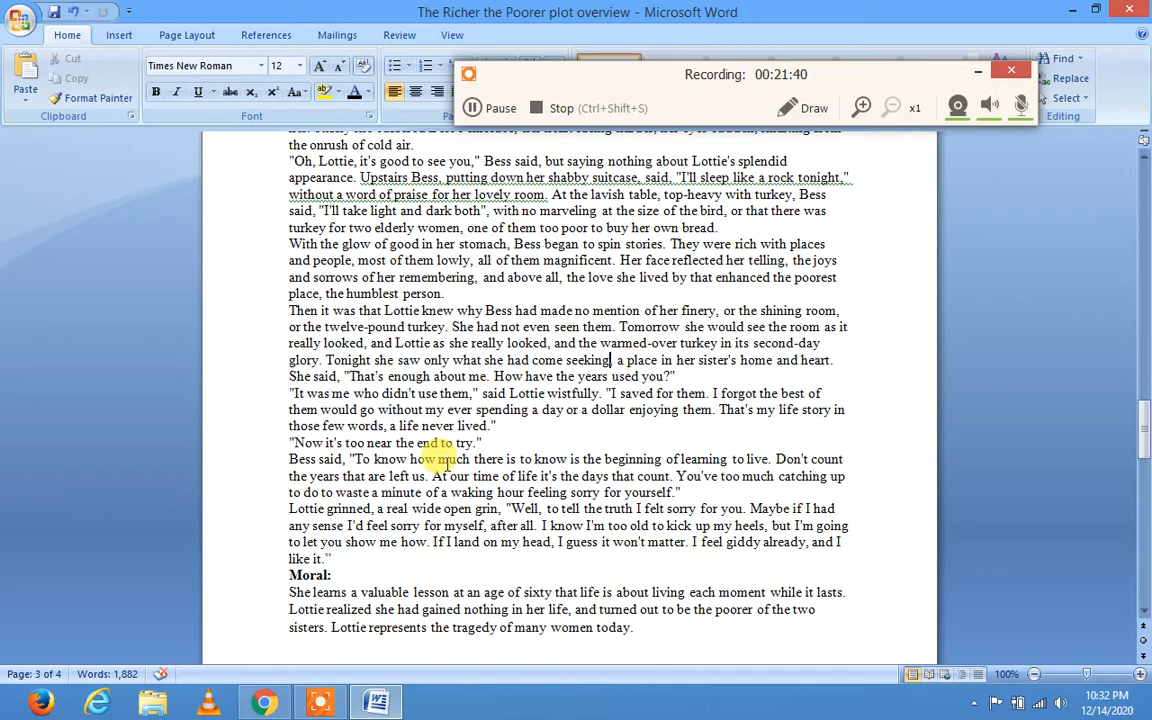 The Richer the Poorer plot overview - Microsoft Word
Home Insert Page Layout References Mailings Review View
Cut
Copy
Format Painter
Paste
Clipboard
Times New Roman 12
Font
Find
Replace
Select
Editing
Recording: 00:21:40
Pause Stop (Ctrl+Shift+S) Draw x1
the onrush of cold air.
"Oh, Lottie, it's good to see you," Bess said, but saying nothing about Lottie's splendid
appearance. Upstairs Bess, putting down her shabby suitcase, said, "I'll sleep like a rock tonight,"
without a word of praise for her lovely room. At the lavish table, top-heavy with turkey, Bess
said, "I'll take light and dark both", with no marveling at the size of the bird, or that there was
turkey for two elderly women, one of them too poor to buy her own bread.
With the glow of good in her stomach, Bess began to spin stories. They were rich with places
and people, most of them lowly, all of them magnificent. Her face reflected her telling, the joys
and sorrows of her remembering, and above all, the love she lived by that enhanced the poorest
place, the humblest person.
Then it was that Lottie knew why Bess had made no mention of her finery, or the shining room,
or the twelve-pound turkey. She had not even seen them. Tomorrow she would see the room as it
really looked, and Lottie as she really looked, and the warmed-over turkey in its second-day
glory. Tonight she saw only what she had come seeking, a place in her sister's home and heart.
She said, "That's enough about me. How have the years used you?"
"It was me who didn't use them," said Lottie wistfully. "I saved for them. I forgot the best of
them would go without my ever spending a day or a dollar enjoying them. That's my life story in
those few words, a life never lived."
"Now it's too near the end to try."
Bess said, "To know how much there is to know is the beginning of learning to live. Don't count
the years that are left us. At our time of life it's the days that count. You've too much catching up
to do to waste a minute of a waking hour feeling sorry for yourself."
Lottie grinned, a real wide open grin, "Well, to tell the truth I felt sorry for you. Maybe if I had
any sense I'd feel sorry for myself, after all. I know I'm too old to kick up my heels, but I'm going
to let you show me how. If I land on my head, I guess it won't matter. I feel giddy already, and I
like it."
Moral:
She learns a valuable lesson at an age of sixty that life is about living each moment while it lasts.
Lottie realized she had gained nothing in her life, and turned out to be the poorer of the two
sisters. Lottie represents the tragedy of many women today.
Page: 3 of 4 Words: 1,882 100%
10:32 PM
12/14/2020